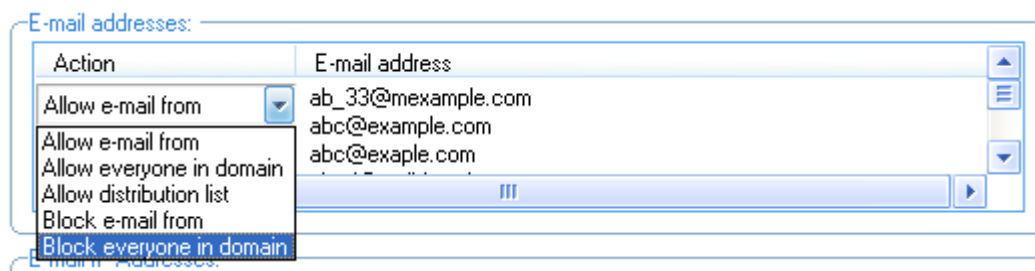 E-mail addresses:
Action E-mail address
Allow e-mail from ab_33@mexample.com
abc@example.com
abc@exaple.com
Allow e-mail from
Allow everyone in domain
Allow distribution list
Block e-mail from
Block everyone in domain